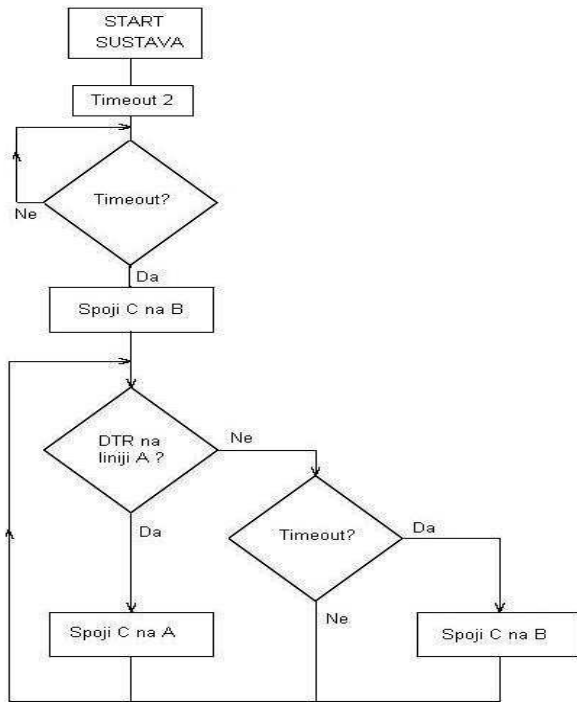 START
SUSTAVA
Timeout 2
Timeout?
Ne
Da
Spoji C na B
DTR na
liniji A ?
Ne
Da
Timeout?
Da
Ne
Spoji C na A
Spoji C na B